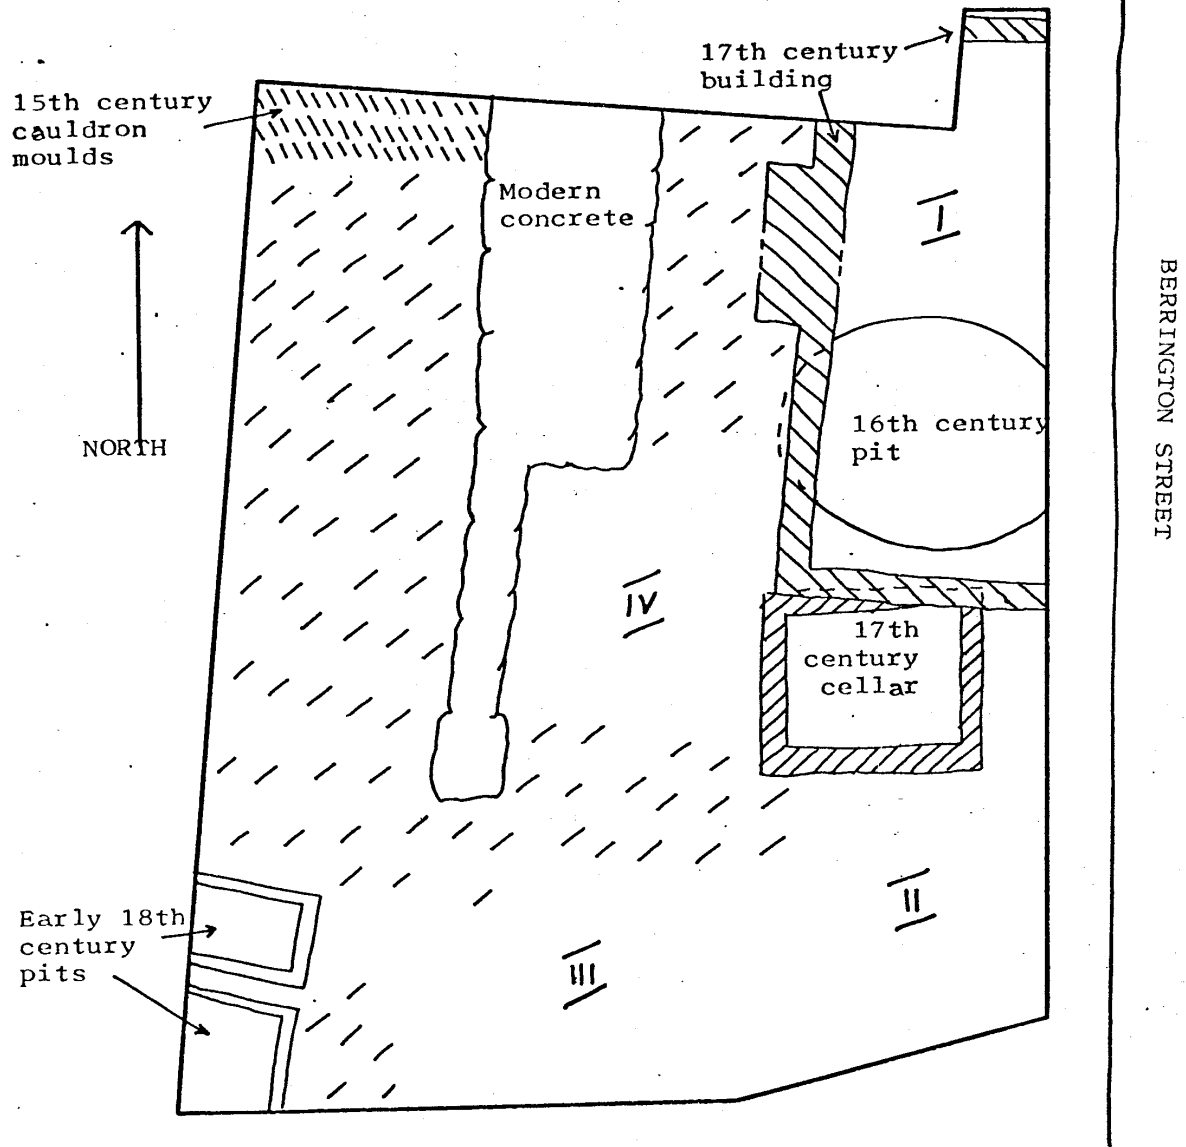 17th century
building
15th century
cauldron
moulds
Modern
concrete
I
NORTH
16th century
pit
BERRINGTON STREET
IV
17th
century
cellar
II
Early 18th
century
pits
III